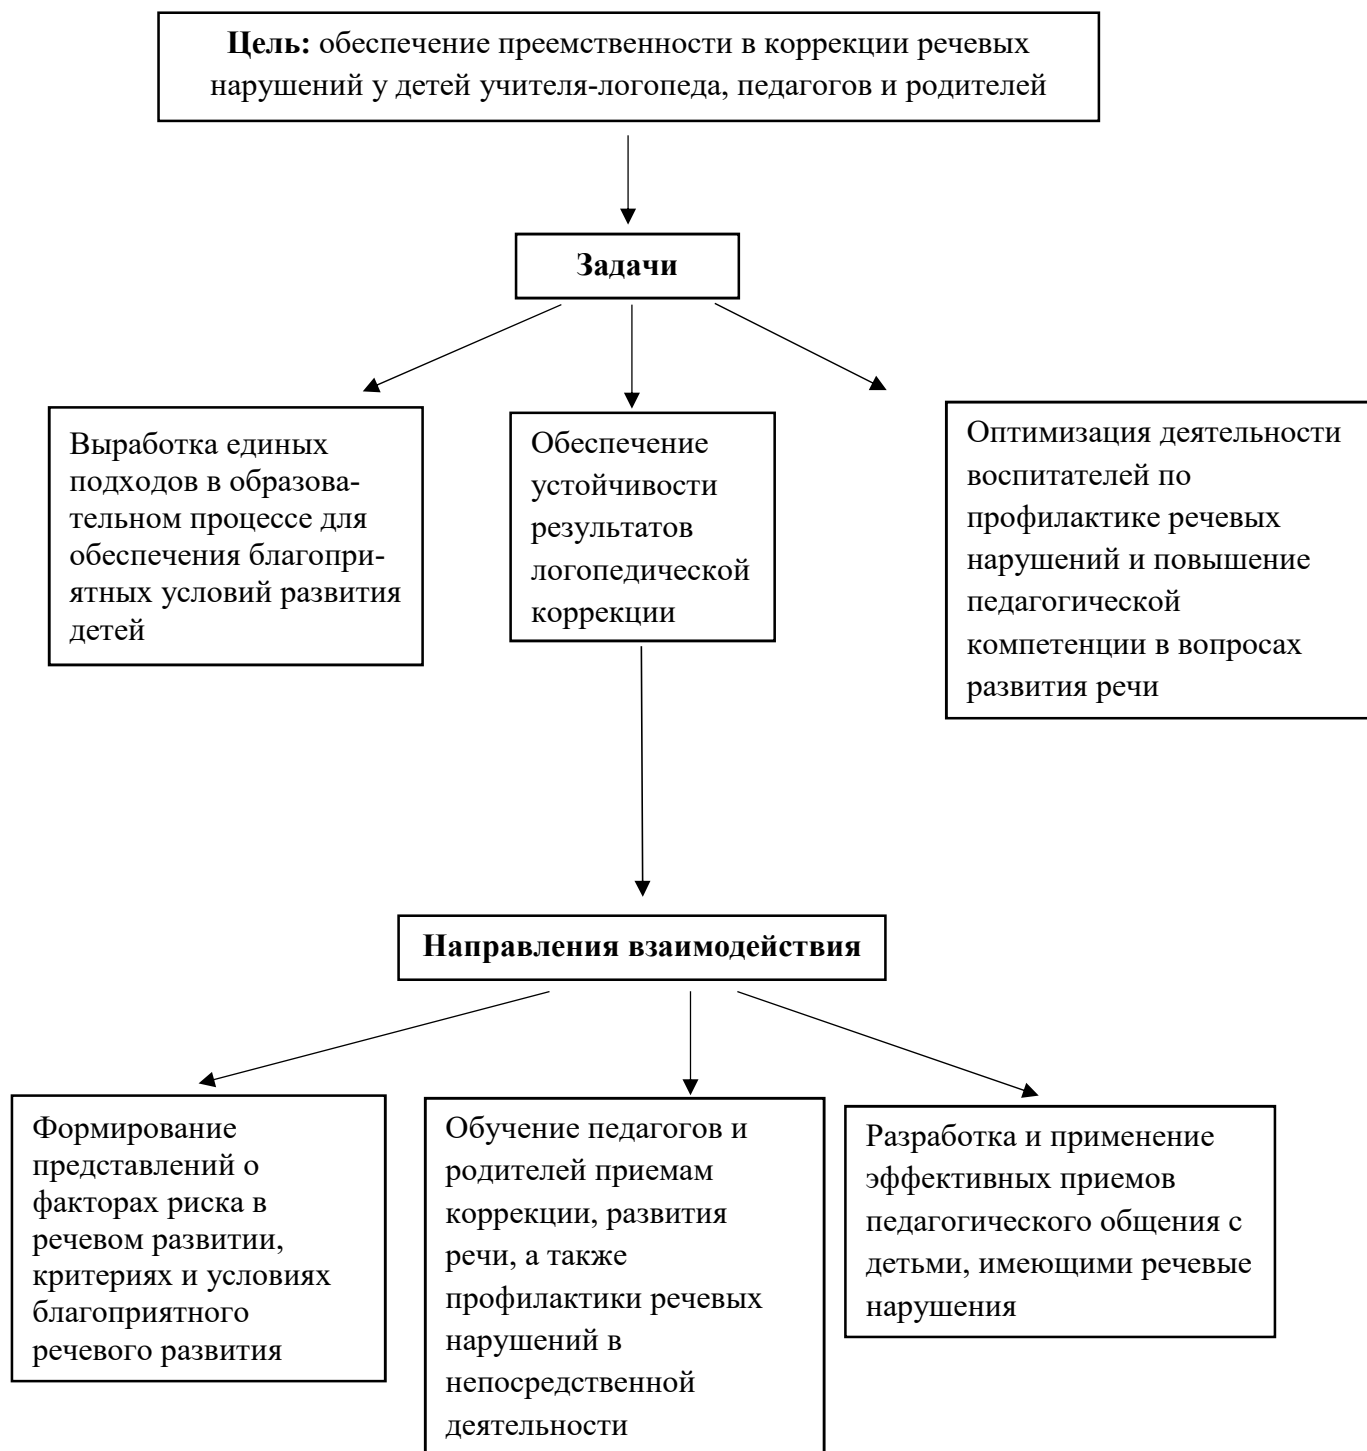 Цель: обеспечение преемственности в коррекции речевых
нарушений у детей учителя-логопеда, педагогов и родителей
Задачи
Выработка единых
подходов в образова-
тельном процессе для
обеспечения благопри-
ятных условий развития
детей
Обеспечение
устойчивости
результатов
логопедической
коррекции
Оптимизация деятельности
воспитателей по
профилактике речевых
нарушений и повышение
педагогической
компетенции в вопросах
развития речи
Направления взаимодействия
Формирование
представлений о
факторах риска в
речевом развитии,
критериях и условиях
благоприятного
речевого развития
Обучение педагогов и
родителей приемам
коррекции, развития
речи, а также
профилактики речевых
нарушений в
непосредственной
деятельности
Разработка и применение
эффективных приемов
педагогического общения с
детьми, имеющими речевые
нарушения